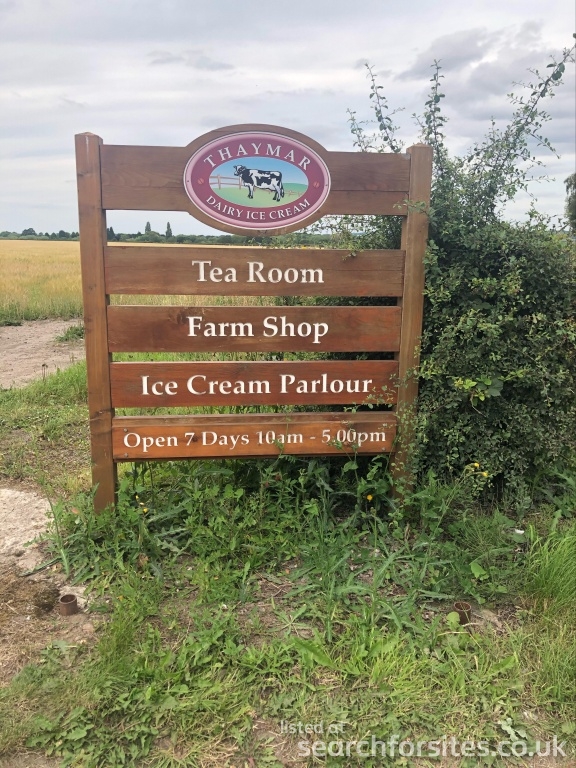 THAYMAR
DAIRY ICE CREAM
Tea Room
Farm Shop
Ice Cream Parlour
Open 7 Days 10am - 5.00pm
listed at
searchforsites.co.uk